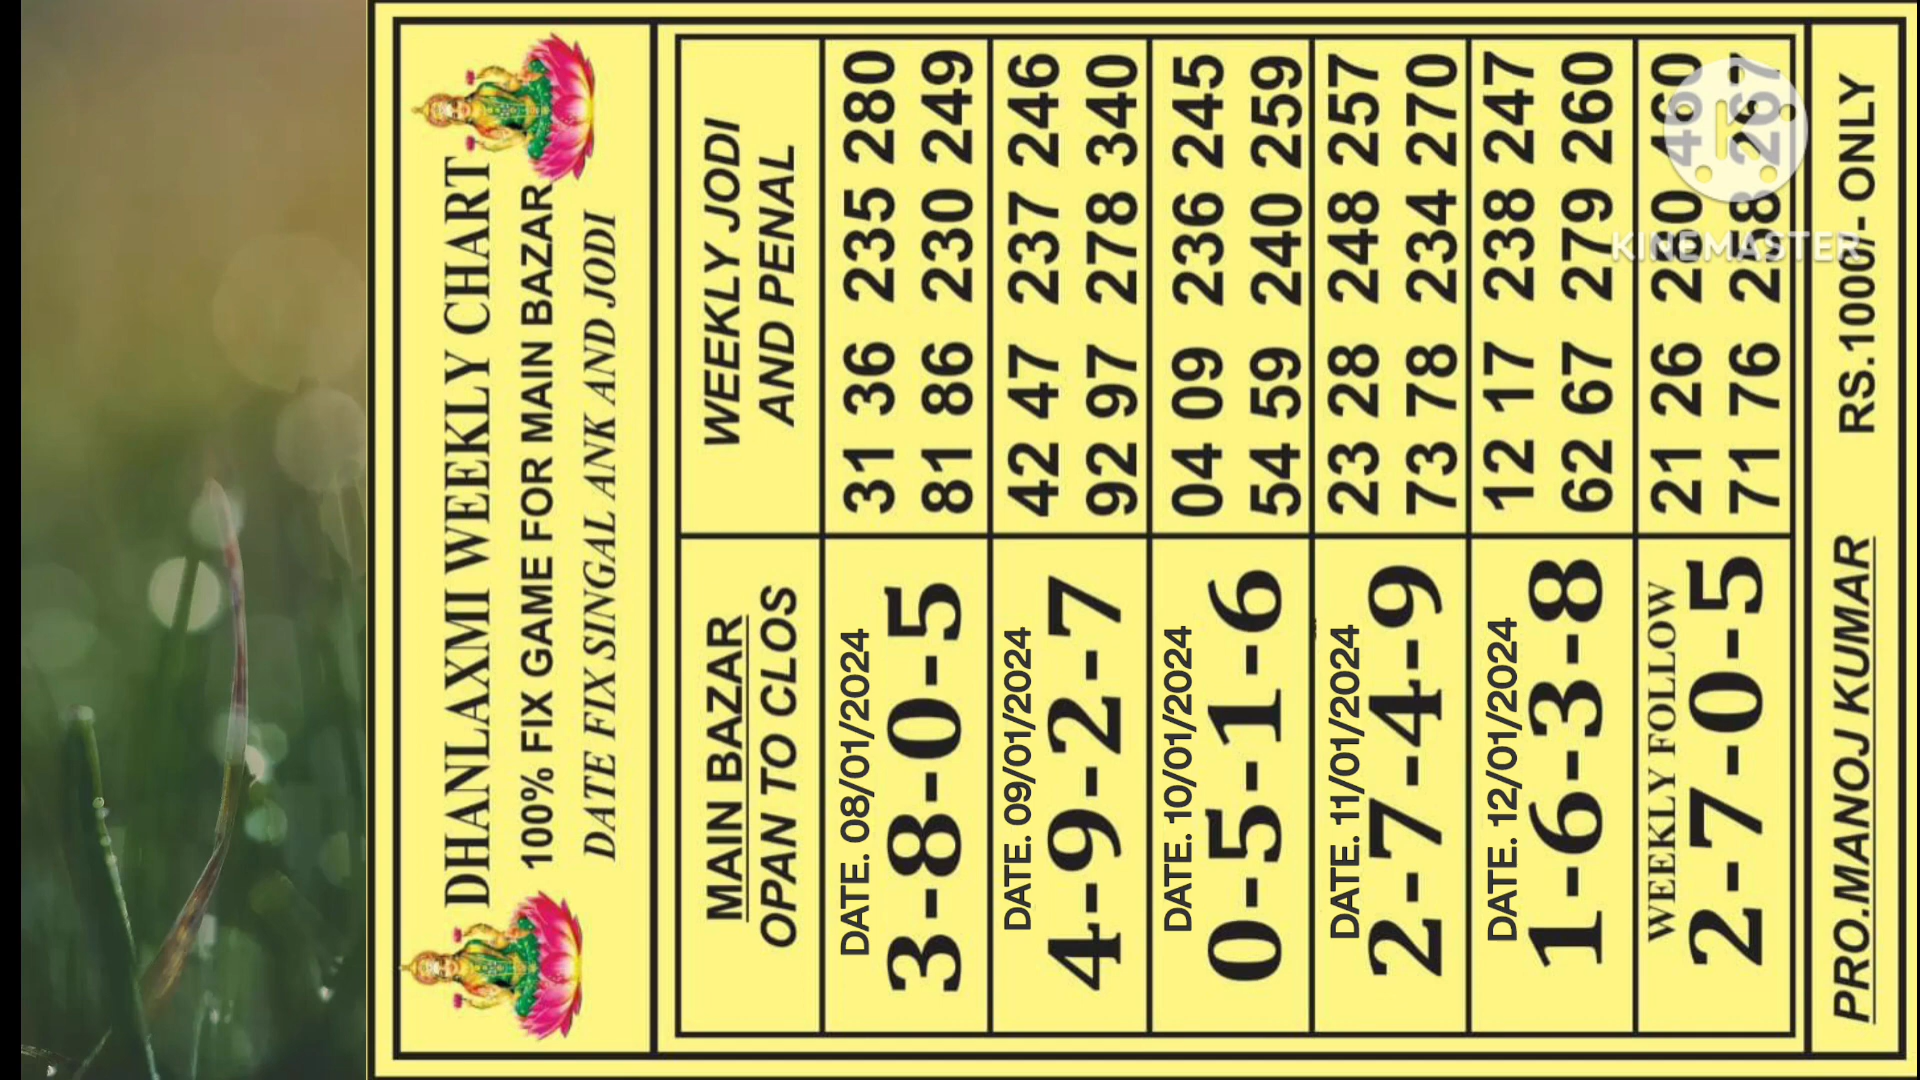 DHANLAXMI WEEKLY CHART
100% FIX GAME FOR MAIN BAZAR
DATE FIX SINGAL ANK AND JODI
MAIN BAZAR
OPAN TO CLOS
WEEKLY JODI
AND PENAL
DATE. 08/01/2024
3-8-0-5
31 36 235 280
81 86 230 249
DATE. 09/01/2024
4-9-2-7
42 47 237 246
92 97 278 340
DATE. 10/01/2024
0-5-1-6
04 09 236 245
54 59 240 259
DATE. 11/01/2024
2-7-4-9
23 28 248 257
73 78 234 270
DATE. 12/01/2024
1-6-3-8
12 17 238 247
62 67 279 260
WEEKLY FOLLOW
2-7-0-5
21 26 460
71 76 267
PRO.MANOJ KUMAR RS.1000/- ONLY
K
KINEMASTER